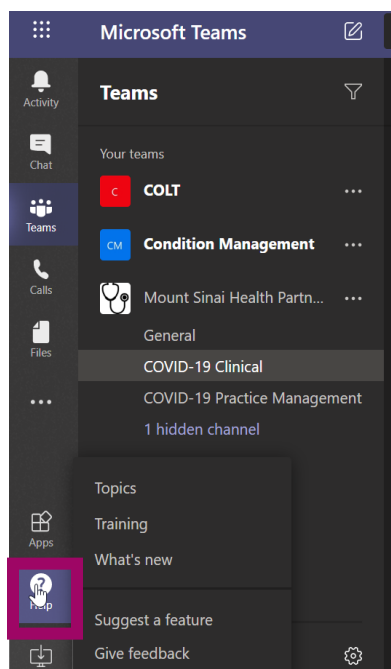 Microsoft Teams
Activity
Chat
Teams
Calls
Files
Apps
Help
Teams
Your teams
C COLT
CM Condition Management
Mount Sinai Health Partn...
General
COVID-19 Clinical
COVID-19 Practice Management
1 hidden channel
Topics
Training
What's new
Suggest a feature
Give feedback